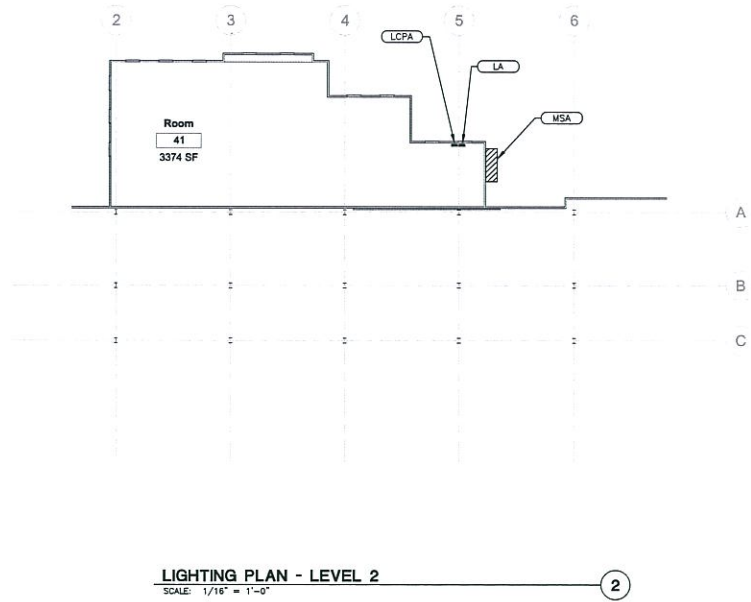 2 3 4 5 6
LCPA
LA
MSA
Room
41
3374 SF
A
B
C
LIGHTING PLAN - LEVEL 2
SCALE: 1/16" = 1'-0"
2